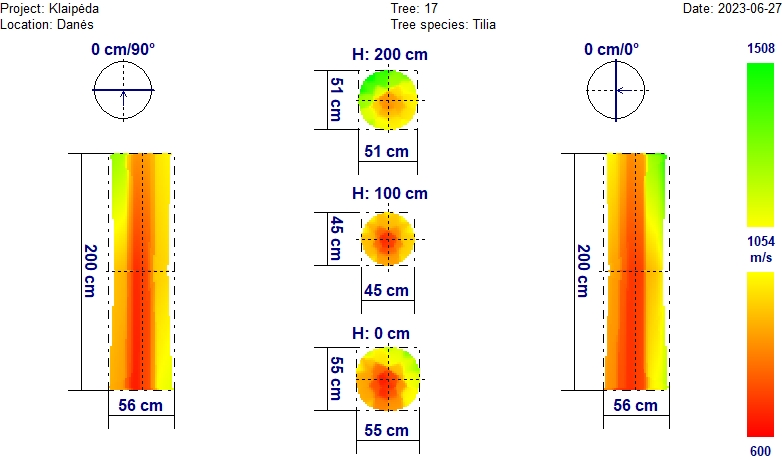 Project: Klaipėda
Tree: 17
Date: 2023-06-27
Location: Danės
Tree species: Tilia
0 cm/90°
H: 200 cm
0 cm/0°
1508
51 cm
51 cm
H: 100 cm
200 cm
45 cm
45 cm
200 cm
1054
m/s
H: 0 cm
55 cm
56 cm
55 cm
56 cm
600